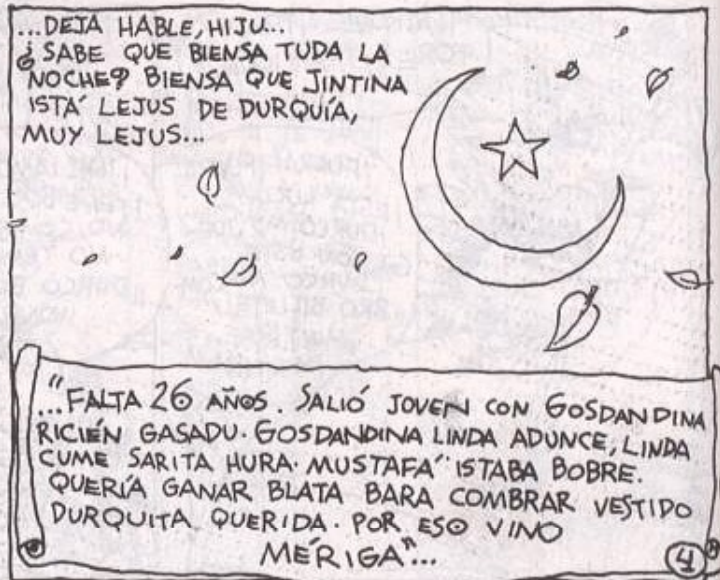 ...DEJÁ HABLE, HIJU...
¿SABE QUE BIENSA TUDA LA
NOCHE? BIENSA QUE JINTINA
ISTÁ LEJUS DE DURQUÍA,
MUY LEJUS...
"...FALTA 26 AÑOS. SALIÓ JOVEN CON GOSDANDINA
RICIÉN GASADU. GOSDANDINA LINDA ADUNCE, LINDA
CUME SARITA HURA. MUSTAFÁ ISTABA BOBRE.
QUERÍA GANAR BLATA BARA COMBRAR VESTIDO
DURQUITA QUERIDA. POR ESO VINO
MÉRIGA"...
4